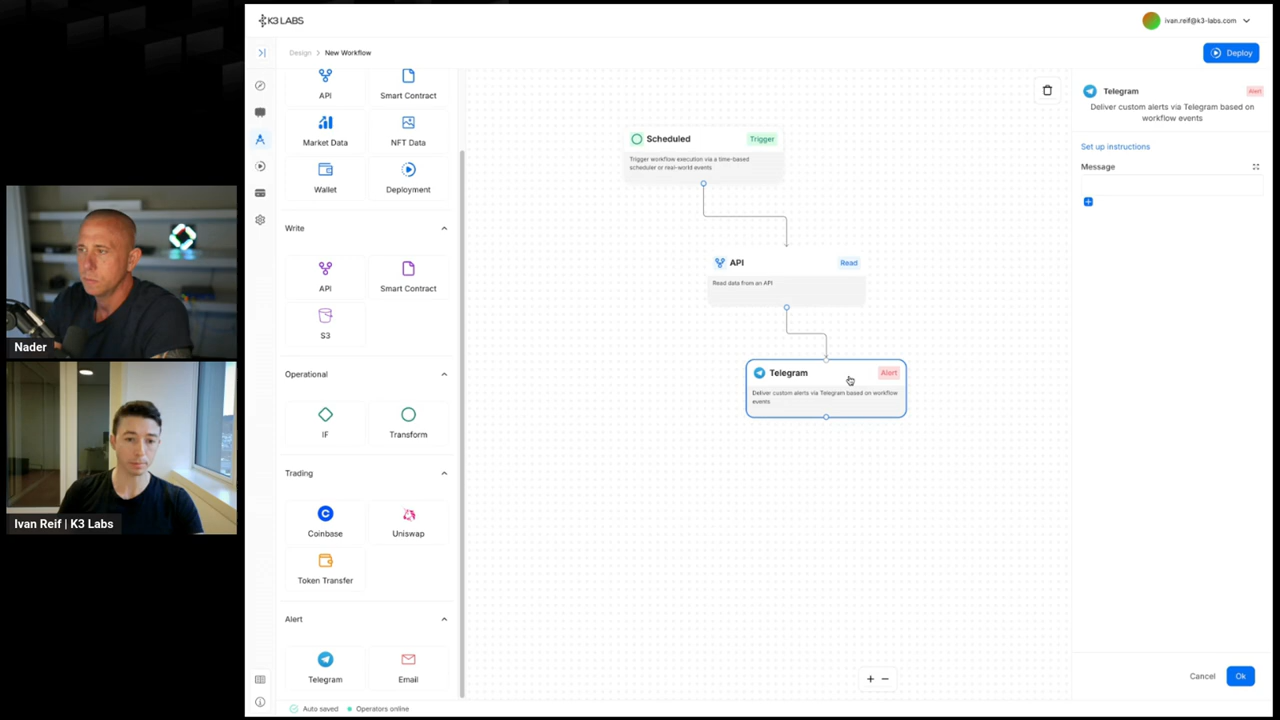 K3 LABS
ivan.reif@k3-labs.com
Design > New Workflow
Deploy
API
Smart Contract
Market Data
NFT Data
Wallet
Deployment
Write
API
Smart Contract
S3
Operational
IF
Transform
Trading
Coinbase
Uniswap
Token Transfer
Alert
Telegram
Email
Auto saved
Operators online
Scheduled
Trigger
Trigger workflow execution via a time-based
scheduler or real-world events
API
Read
Read data from an API
Telegram
Alert
Deliver custom alerts via Telegram based on workflow
events
Telegram
Alert
Deliver custom alerts via Telegram based on
workflow events
Set up instructions
Message
Cancel
Ok
Nader
Ivan Reif | K3 Labs